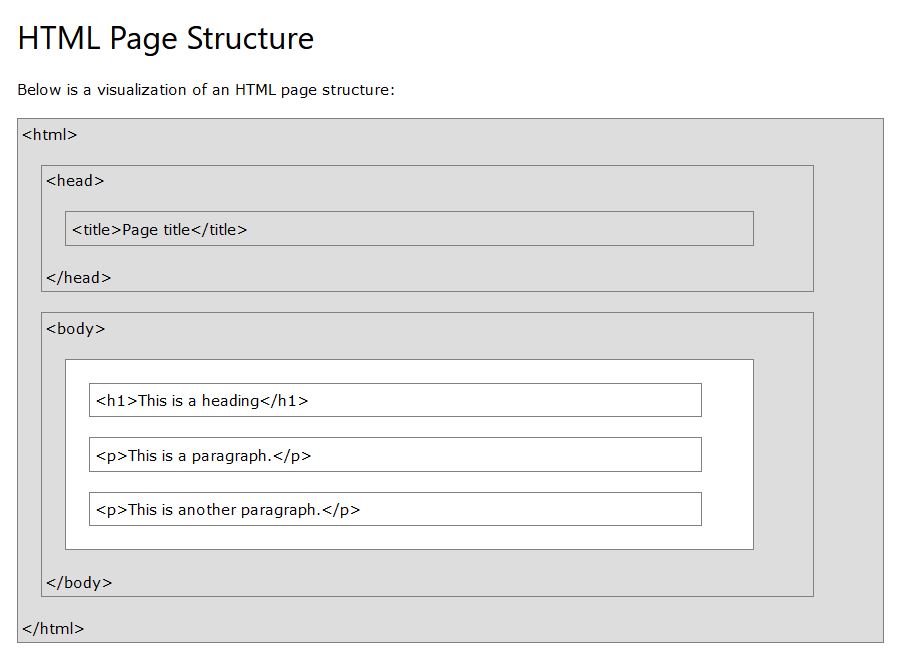 HTML Page Structure
Below is a visualization of an HTML page structure:
<html>
<head>
<title>Page title</title>
</head>
<body>
<h1>This is a heading</h1>
<p>This is a paragraph.</p>
<p>This is another paragraph.</p>
</body>
</html>